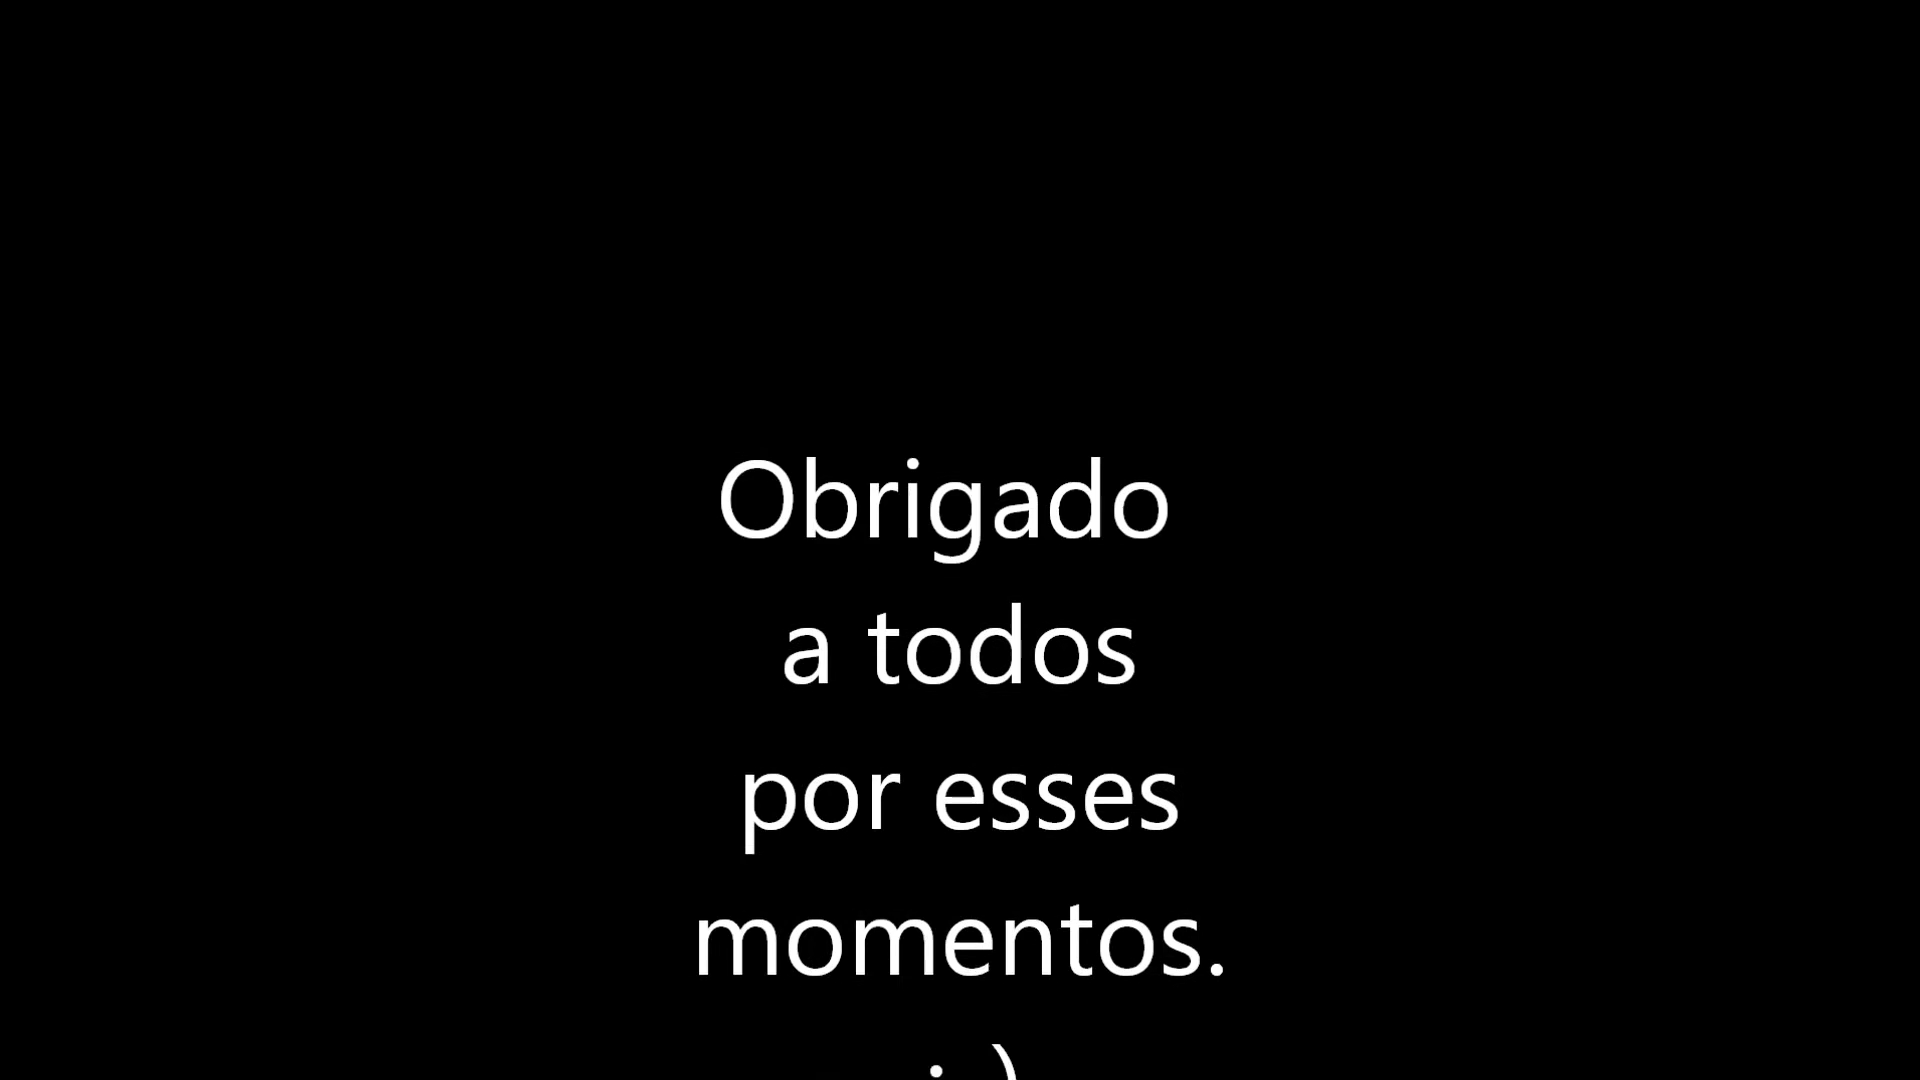 Obrigado
a todos
por esses
momentos.